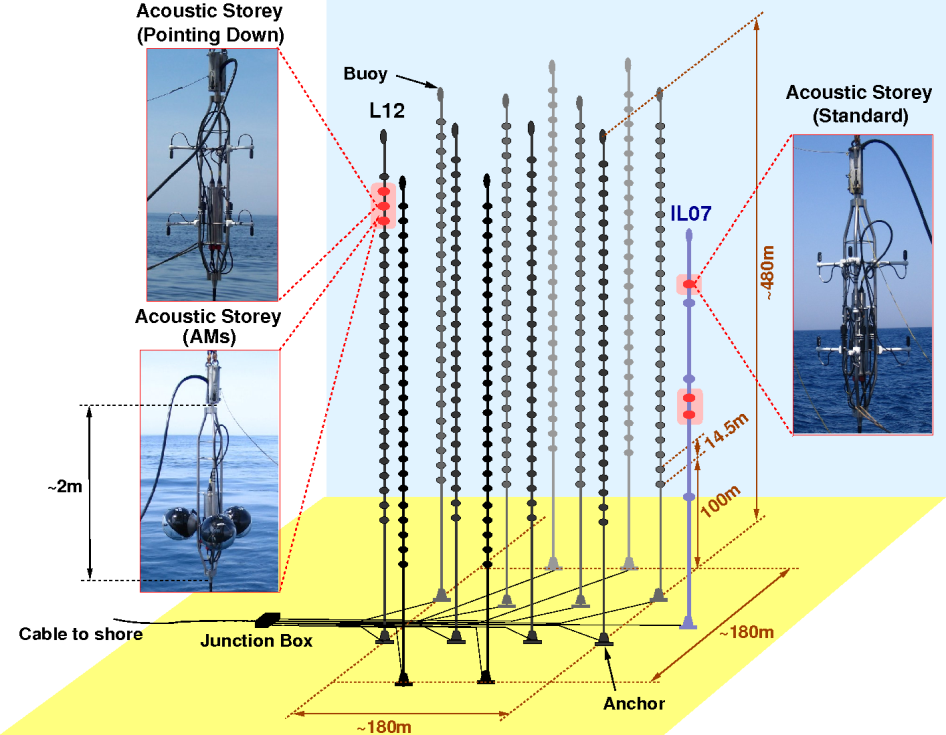 Acoustic Storey
(Pointing Down)
Buoy
L12
Acoustic Storey
(Standard)
IL07
~480m
Acoustic Storey
(AMs)
14.5m
100m
~2m
Cable to shore
Junction Box
~180m
Anchor
~180m